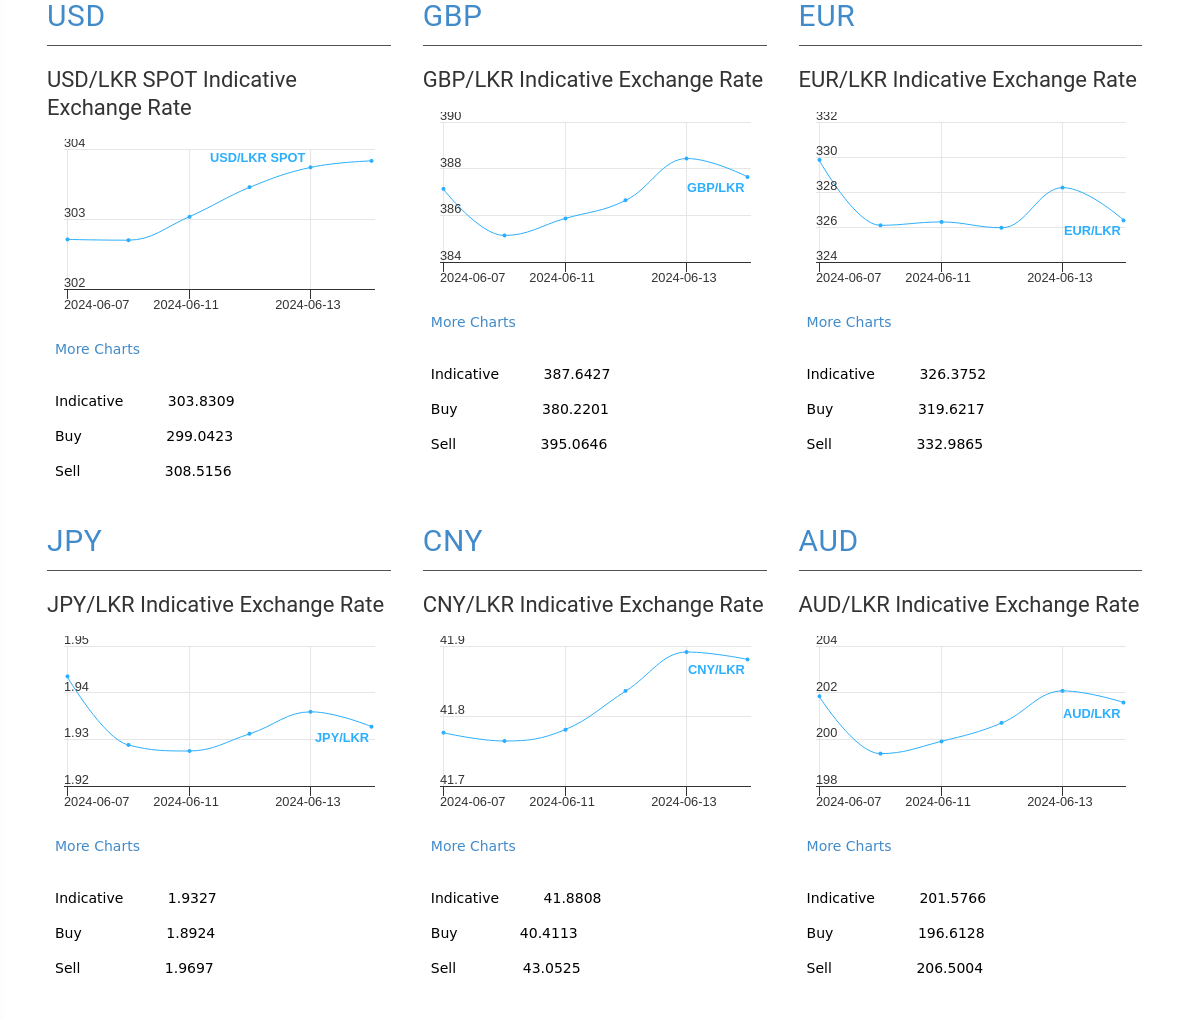 USD
USD/LKR SPOT Indicative
Exchange Rate
304
USD/LKR SPOT
303
302
2024-06-07 2024-06-11 2024-06-13
More Charts
Indicative 303.8309
Buy 299.0423
Sell 308.5156
GBP
GBP/LKR Indicative Exchange Rate
390
388
GBP/LKR
386
384
2024-06-07 2024-06-11 2024-06-13
More Charts
Indicative 387.6427
Buy 380.2201
Sell 395.0646
EUR
EUR/LKR Indicative Exchange Rate
332
330
328
326
EUR/LKR
324
2024-06-07 2024-06-11 2024-06-13
More Charts
Indicative 326.3752
Buy 319.6217
Sell 332.9865
JPY
JPY/LKR Indicative Exchange Rate
1.95
1.94
1.93
JPY/LKR
1.92
2024-06-07 2024-06-11 2024-06-13
More Charts
Indicative 1.9327
Buy 1.8924
Sell 1.9697
CNY
CNY/LKR Indicative Exchange Rate
41.9
CNY/LKR
41.8
41.7
2024-06-07 2024-06-11 2024-06-13
More Charts
Indicative 41.8808
Buy 40.4113
Sell 43.0525
AUD
AUD/LKR Indicative Exchange Rate
204
202
AUD/LKR
200
198
2024-06-07 2024-06-11 2024-06-13
More Charts
Indicative 201.5766
Buy 196.6128
Sell 206.5004